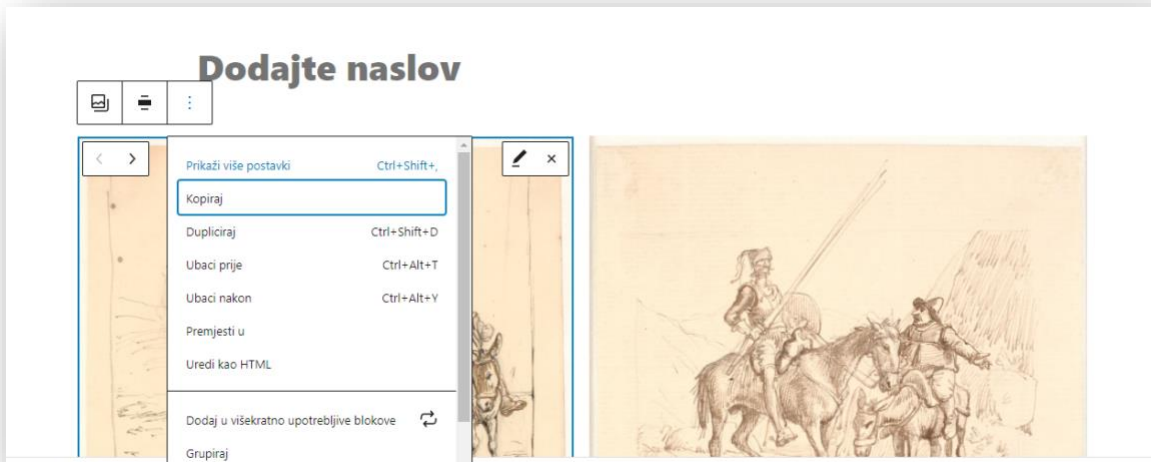 Dodajte naslov
Prikaži više postavki Ctrl+Shift+,
Kopiraj
Dupliciraj Ctrl+Shift+D
Ubaci prije Ctrl+Alt+T
Ubaci nakon Ctrl+Alt+Y
Premjesti u
Uredi kao HTML
Dodaj u višekratno upotrebljive blokove
Grupiraj